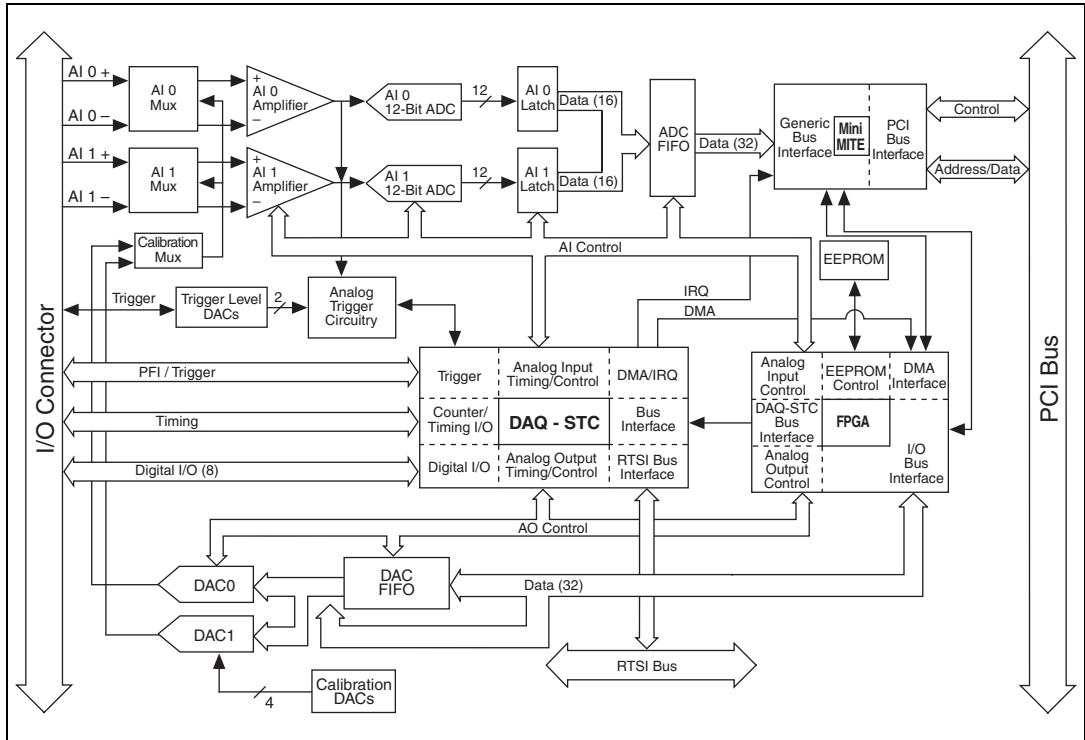 I/O Connector
PCI Bus
AI 0 +
AI 0 –
AI 1 +
AI 1 –
AI 0
Mux
AI 1
Mux
+
AI 0
Amplifier
–
+
AI 1
Amplifier
–
AI 0
12-Bit ADC
AI 1
12-Bit ADC
12
12
AI 0
Latch
AI 1
Latch
Data (16)
Data (16)
ADC
FIFO
Data (32)
Generic
Bus
Interface
Mini
MITE
PCI
Bus
Interface
Control
Address/Data
Calibration
Mux
AI Control
EEPROM
Trigger
Trigger Level
DACs
2
Analog
Trigger
Circuitry
IRQ
DMA
PFI / Trigger
Timing
Digital I/O (8)
Trigger
Analog Input
Timing/Control
DMA/IRQ
Counter/
Timing I/O
DAQ - STC
Bus
Interface
Digital I/O
Analog Output
Timing/Control
RTSI Bus
Interface
Analog
Input
Control
EEPROM
Control
DMA
Interface
DAQ-STC
Bus
Interface
FPGA
Analog
Output
Control
I/O
Bus
Interface
AO Control
DAC0
DAC
FIFO
Data (32)
DAC1
RTSI Bus
4
Calibration
DACs